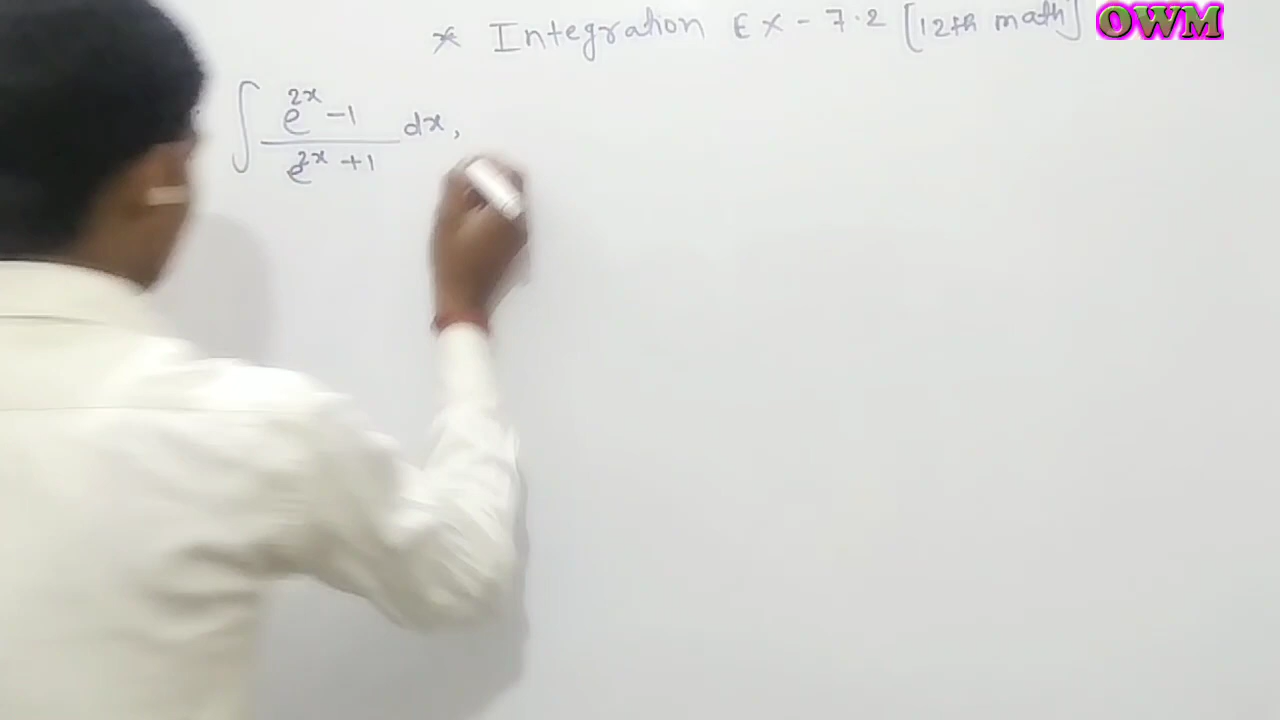 * Integration Ex - 7.2 [12th math]
OWM
∫ (e^{2x} - 1)/(e^{2x} + 1) dx,